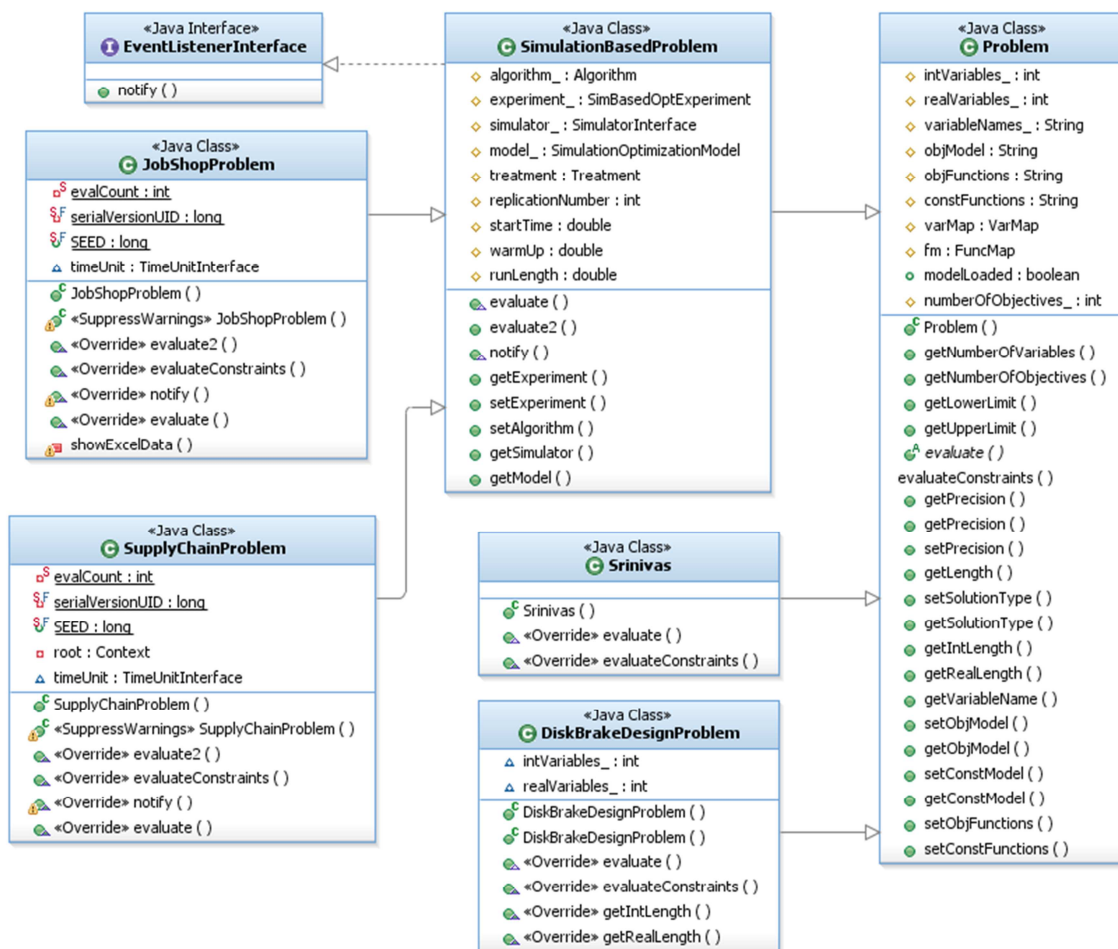 «Java Interface»
EventListenerInterface
notify ( )
«Java Class»
JobShopProblem
evalCount : int
serialVersionUID : long
SEED : long
timeUnit : TimeUnitInterface
JobShopProblem ( )
«SuppressWarnings» JobShopProblem ( )
«Override» evaluate2 ( )
«Override» evaluateConstraints ( )
«Override» notify ( )
«Override» evaluate ( )
showExcelData ( )
«Java Class»
SupplyChainProblem
evalCount : int
serialVersionUID : long
SEED : long
root : Context
timeUnit : TimeUnitInterface
SupplyChainProblem ( )
«SuppressWarnings» SupplyChainProblem ( )
«Override» evaluate2 ( )
«Override» evaluateConstraints ( )
«Override» notify ( )
«Override» evaluate ( )
«Java Class»
SimulationBasedProblem
algorithm_ : Algorithm
experiment_ : SimBasedOptExperiment
simulator_ : SimulatorInterface
model_ : SimulationOptimizationModel
treatment : Treatment
replicationNumber : int
startTime : double
warmUp : double
runLength : double
evaluate ( )
evaluate2 ( )
notify ( )
getExperiment ( )
setExperiment ( )
setAlgorithm ( )
getSimulator ( )
getModel ( )
«Java Class»
Srinivas
Srinivas ( )
«Override» evaluate ( )
«Override» evaluateConstraints ( )
«Java Class»
DiskBrakeDesignProblem
intVariables_ : int
realVariables_ : int
DiskBrakeDesignProblem ( )
DiskBrakeDesignProblem ( )
«Override» evaluate ( )
«Override» evaluateConstraints ( )
«Override» getIntLength ( )
«Override» getRealLength ( )
«Java Class»
Problem
intVariables_ : int
realVariables_ : int
variableNames_ : String
objModel : String
objFunctions : String
constFunctions : String
varMap : VarMap
fm : FuncMap
modelLoaded : boolean
numberOfObjectives_ : int
Problem ( )
getNumberOfVariables ( )
getNumberOfObjectives ( )
getLowerLimit ( )
getUpperLimit ( )
evaluate ( )
evaluateConstraints ( )
getPrecision ( )
getPrecision ( )
setPrecision ( )
getLength ( )
setSolutionType ( )
getSolutionType ( )
getIntLength ( )
getRealLength ( )
getVariableName ( )
setObjModel ( )
getObjModel ( )
setConstModel ( )
getConstModel ( )
setObjFunctions ( )
setConstFunctions ( )